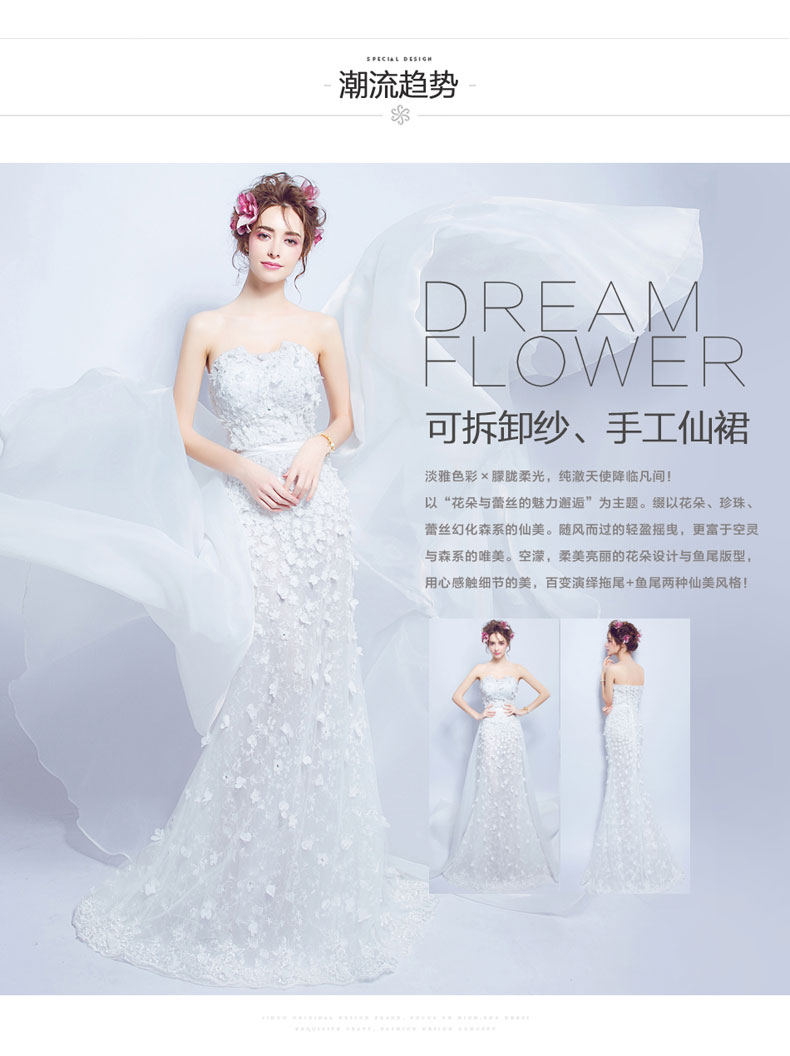 SPECIAL DESIGN
潮流趋势
DREAM
FLOWER
可拆卸纱、手工仙裙
淡雅色彩×朦胧柔光，纯澈天使降临凡间！
以“花朵与蕾丝的魅力邂逅”为主题。缀以花朵、珍珠、
蕾丝幻化森系的仙美。随风而过的轻盈摇曳，更富于空灵
与森系的唯美。空濛，柔美亮丽的花朵设计与鱼尾版型，
用心感触细节的美，百变演绎拖尾+鱼尾两种仙美风格！